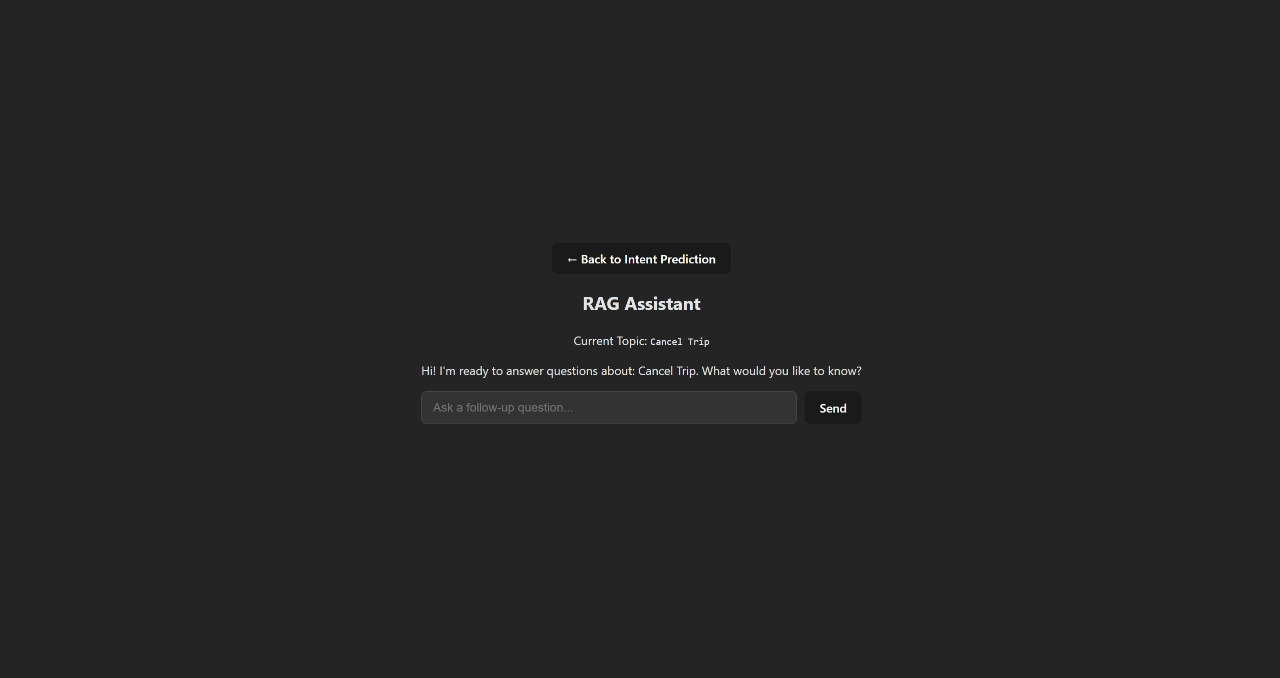 ← Back to Intent Prediction
RAG Assistant
Current Topic: Cancel Trip
Hi! I'm ready to answer questions about: Cancel Trip. What would you like to know?
Ask a follow-up question...
Send